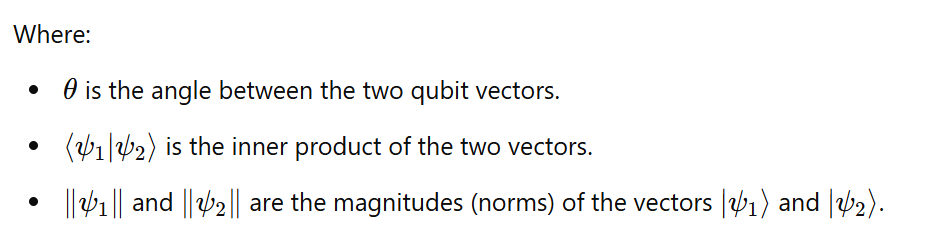 Where:
• θ is the angle between the two qubit vectors.
• ⟨ψ₁|ψ₂⟩ is the inner product of the two vectors.
• ||ψ₁|| and ||ψ₂|| are the magnitudes (norms) of the vectors |ψ₁⟩ and |ψ₂⟩.